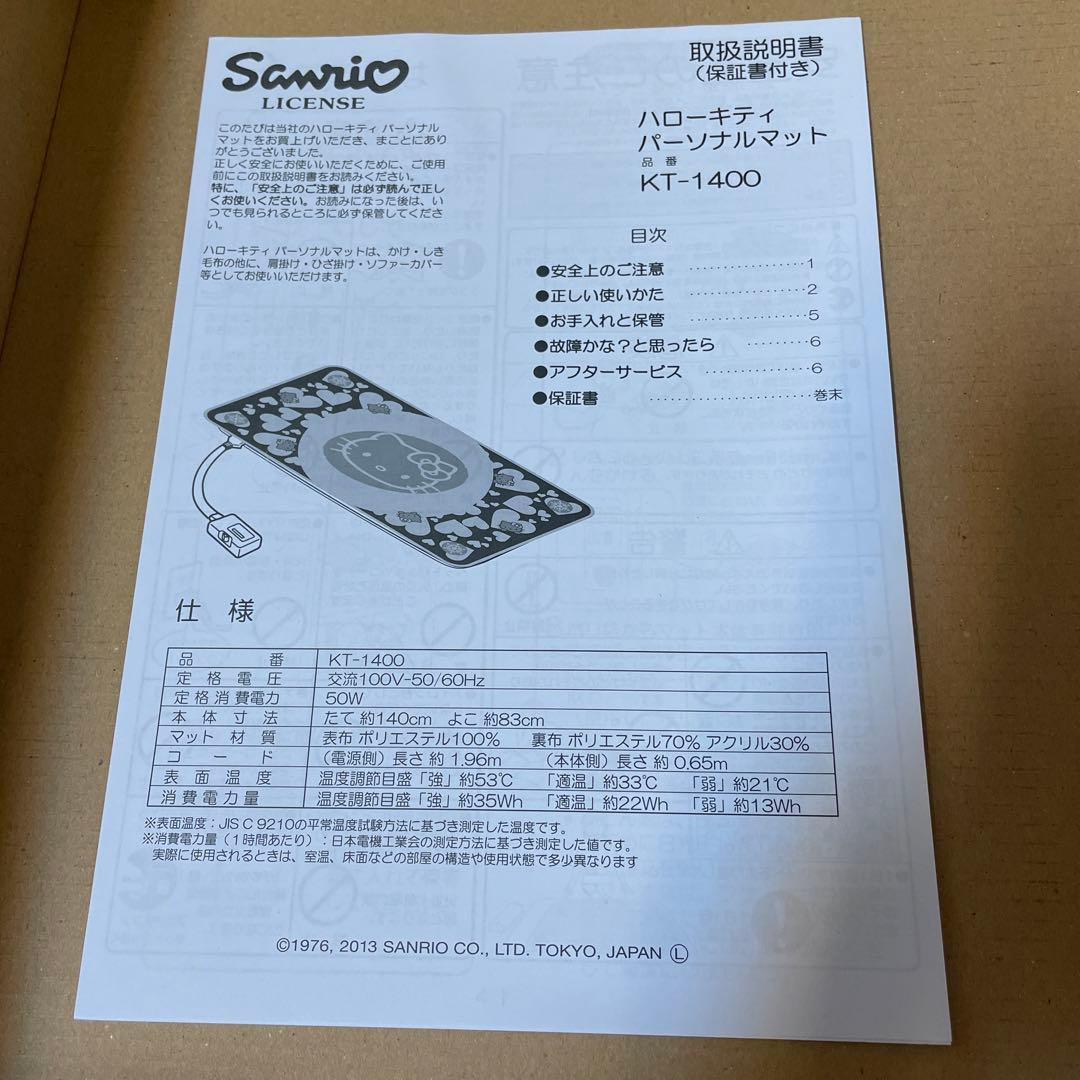 Sanrio
LICENSE
このたびは当社のハローキティ パーソナル
マットをお買上げいただき、まことにあり
がとうございました。
正しく安全にお使いいただくために、ご使用
前にこの取扱説明書をお読みください。
特に、「安全上のご注意」は必ず読んで正し
くお使いください。お読みになった後は、い
つでも見られるところに必ず保管してくださ
い。
ハローキティ パーソナルマットは、かけ・しき
毛布の他に、肩掛け・ひざ掛け・ソファーカバー
等としてお使いいただけます。
取扱説明書
（保証書付き）
ハローキティ
パーソナルマット
品 番
KT-1400
目次
●安全上のご注意 ··················1
●正しい使いかた ··················2
●お手入れと保管 ··················5
●故障かな？と思ったら ·········6
●アフターサービス ···············6
●保証書 ························巻末
仕 様
品 番 KT-1400
定格電圧 交流100V-50/60Hz
定格消費電力 50W
本体寸法 たて 約140cm よこ 約83cm
マット材質 表布 ポリエステル100% 裏布 ポリエステル70% アクリル30%
コード （電源側）長さ 約 1.96m （本体側）長さ 約 0.65m
表面温度 温度調節目盛「強」約53℃ 「適温」約33℃ 「弱」約21℃
消費電力量 温度調節目盛「強」約35Wh 「適温」約22Wh 「弱」約13Wh
※表面温度：JIS C 9210の平常温度試験方法に基づき測定した温度です。
※消費電力量（1時間あたり）：日本電機工業会の測定方法に基づき測定した値です。
実際に使用されるときは、室温、床面などの部屋の構造や使用状態で多少異なります
©1976, 2013 SANRIO CO., LTD. TOKYO, JAPAN Ⓛ